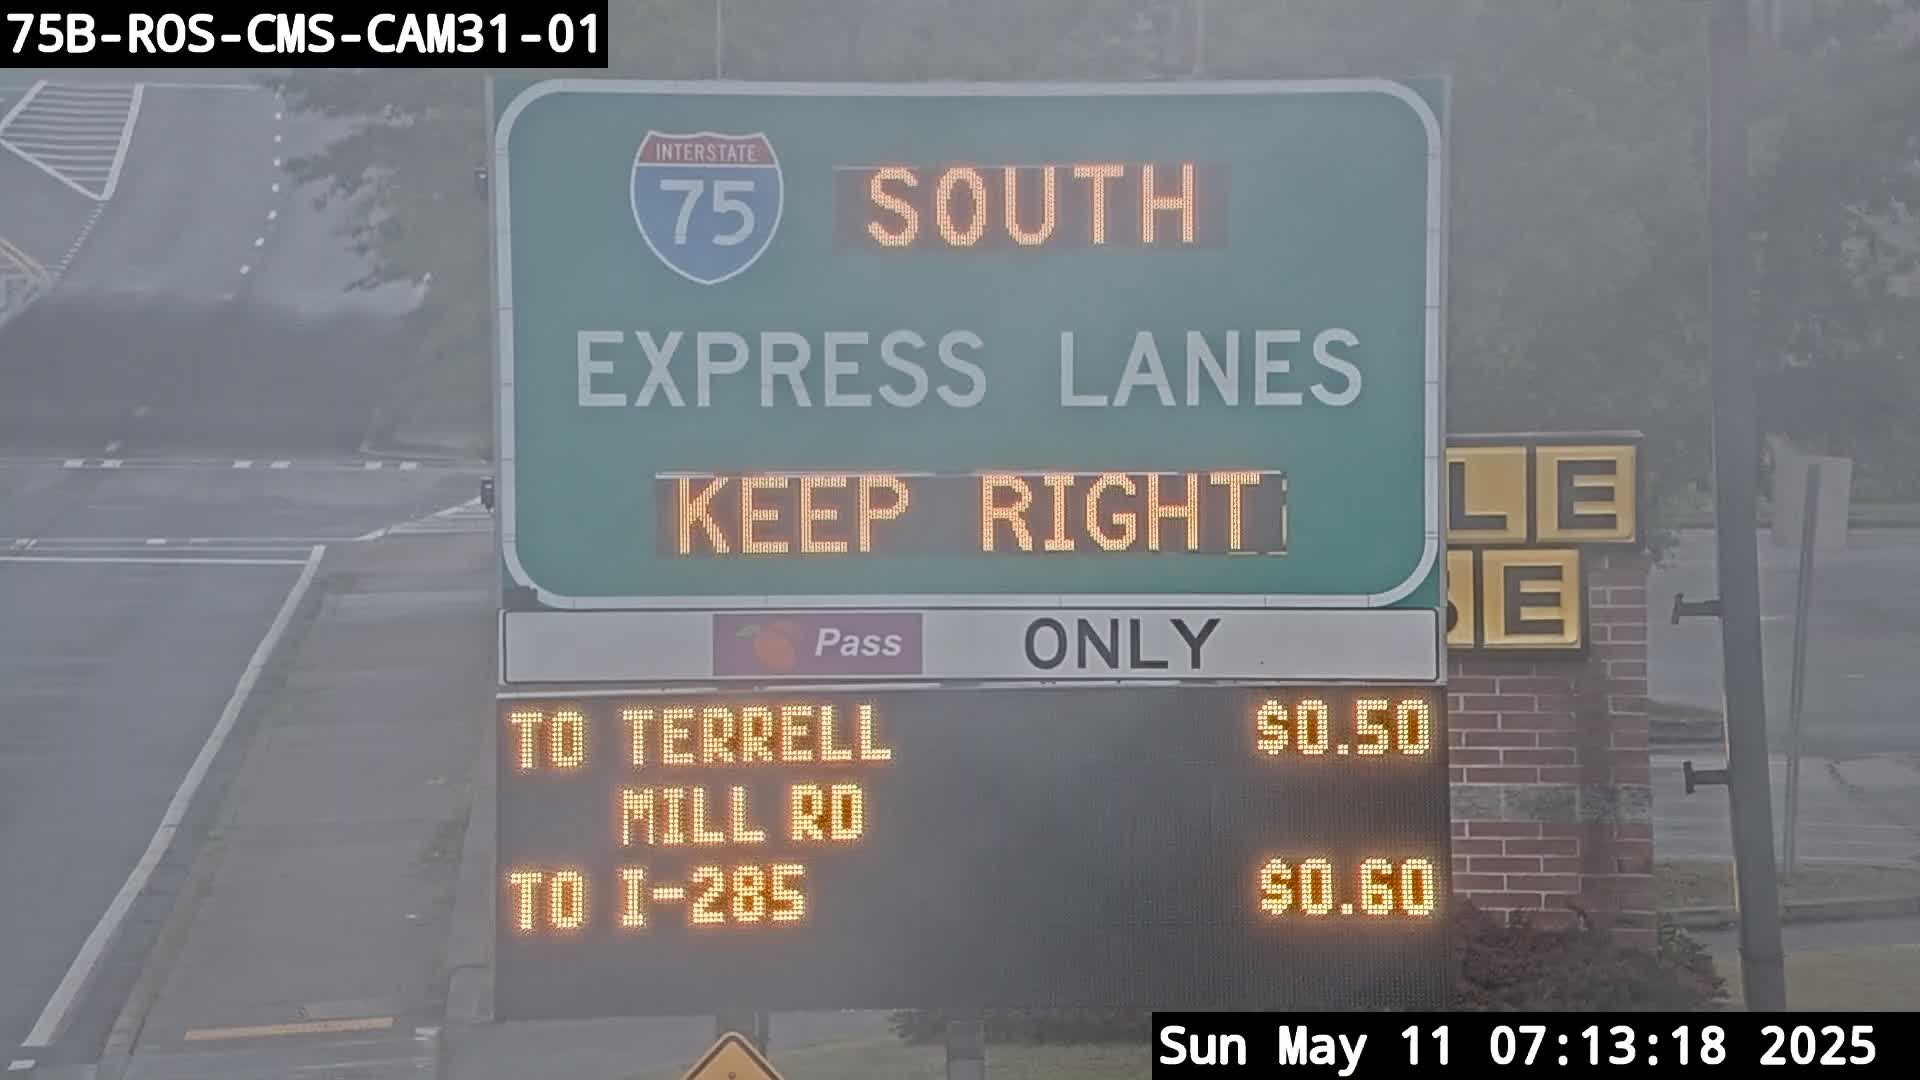 75B-ROS-CMS-CAM31-01
INTERSTATE
75
SOUTH
EXPRESS LANES
KEEP RIGHT
LE
E
Pass ONLY
TO TERRELL $0.50
MILL RD
TO I-285 $0.60
Sun May 11 07:13:18 2025